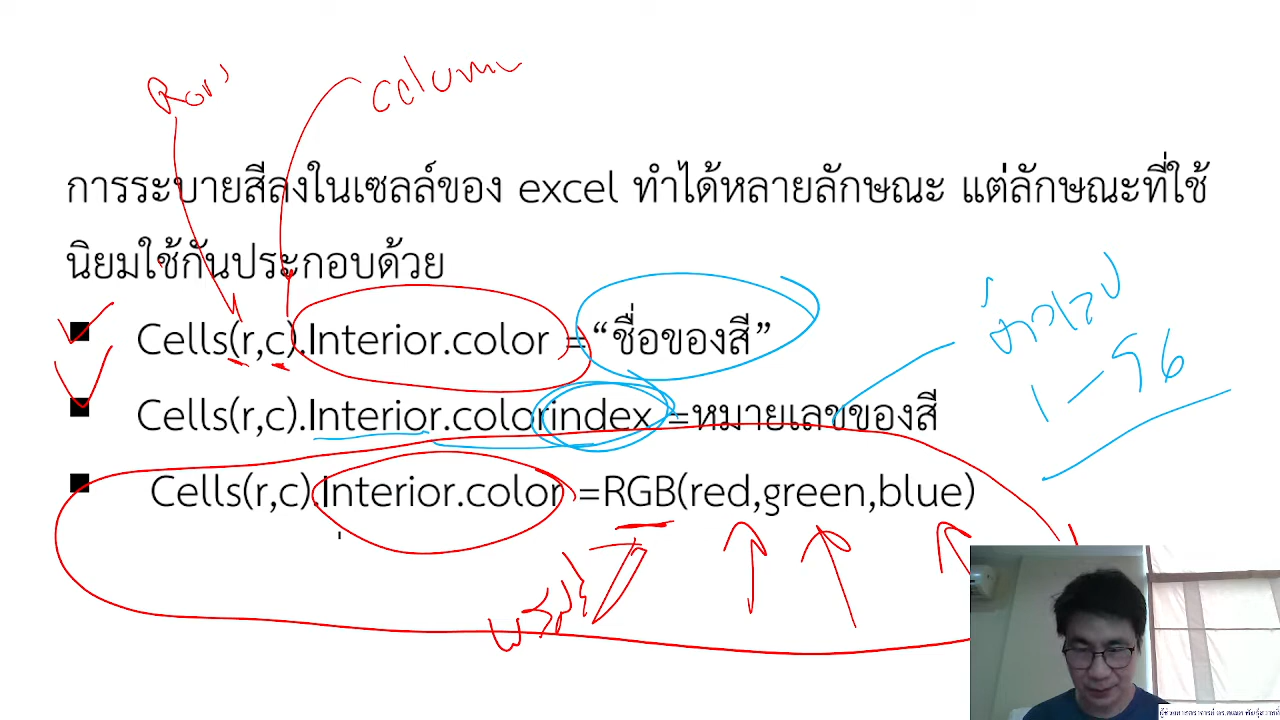 Rows column
การระบายสีลงในเซลล์ของ excel ทำได้หลายลักษณะ แต่ลักษณะที่ใช้
นิยมใช้กันประกอบด้วย
Cells(r,c).Interior.color = “ชื่อของสี”
Cells(r,c).Interior.colorindex =หมายเลขของสี
1 – 56
Cells(r,c).Interior.color =RGB(red,green,blue)